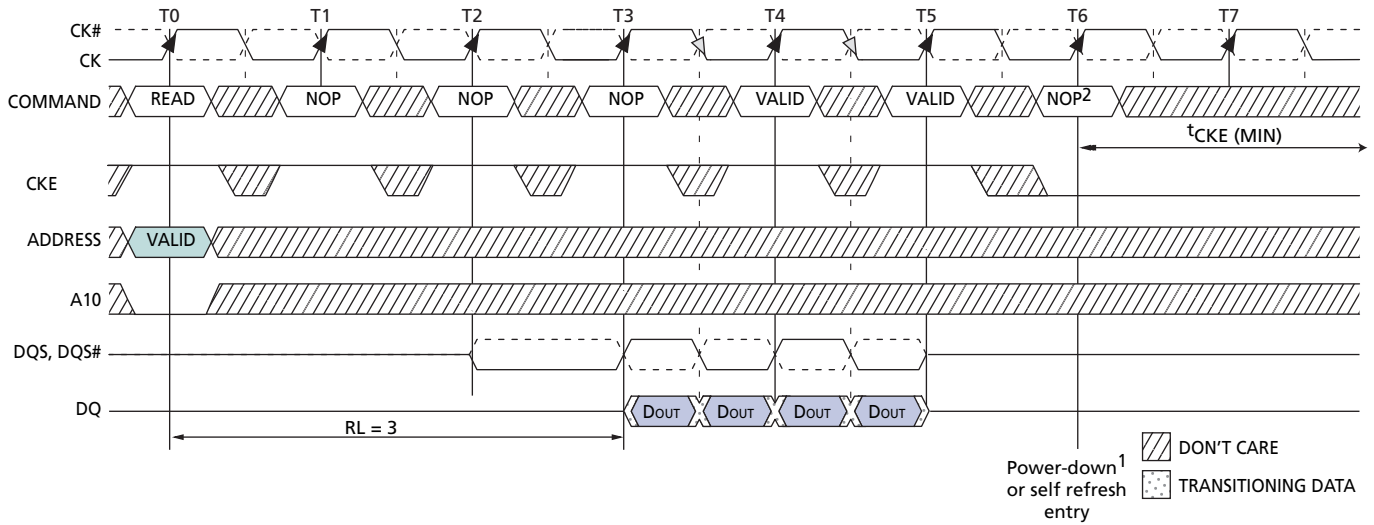 T0 T1 T2 T3 T4 T5 T6 T7
CK#
CK
COMMAND READ NOP NOP NOP VALID VALID NOP2
tCKE (MIN)
CKE
ADDRESS VALID
A10
DQS, DQS#
DQ DOUT DOUT DOUT DOUT
RL = 3
Power-down1
or self refresh
entry
DON'T CARE
TRANSITIONING DATA